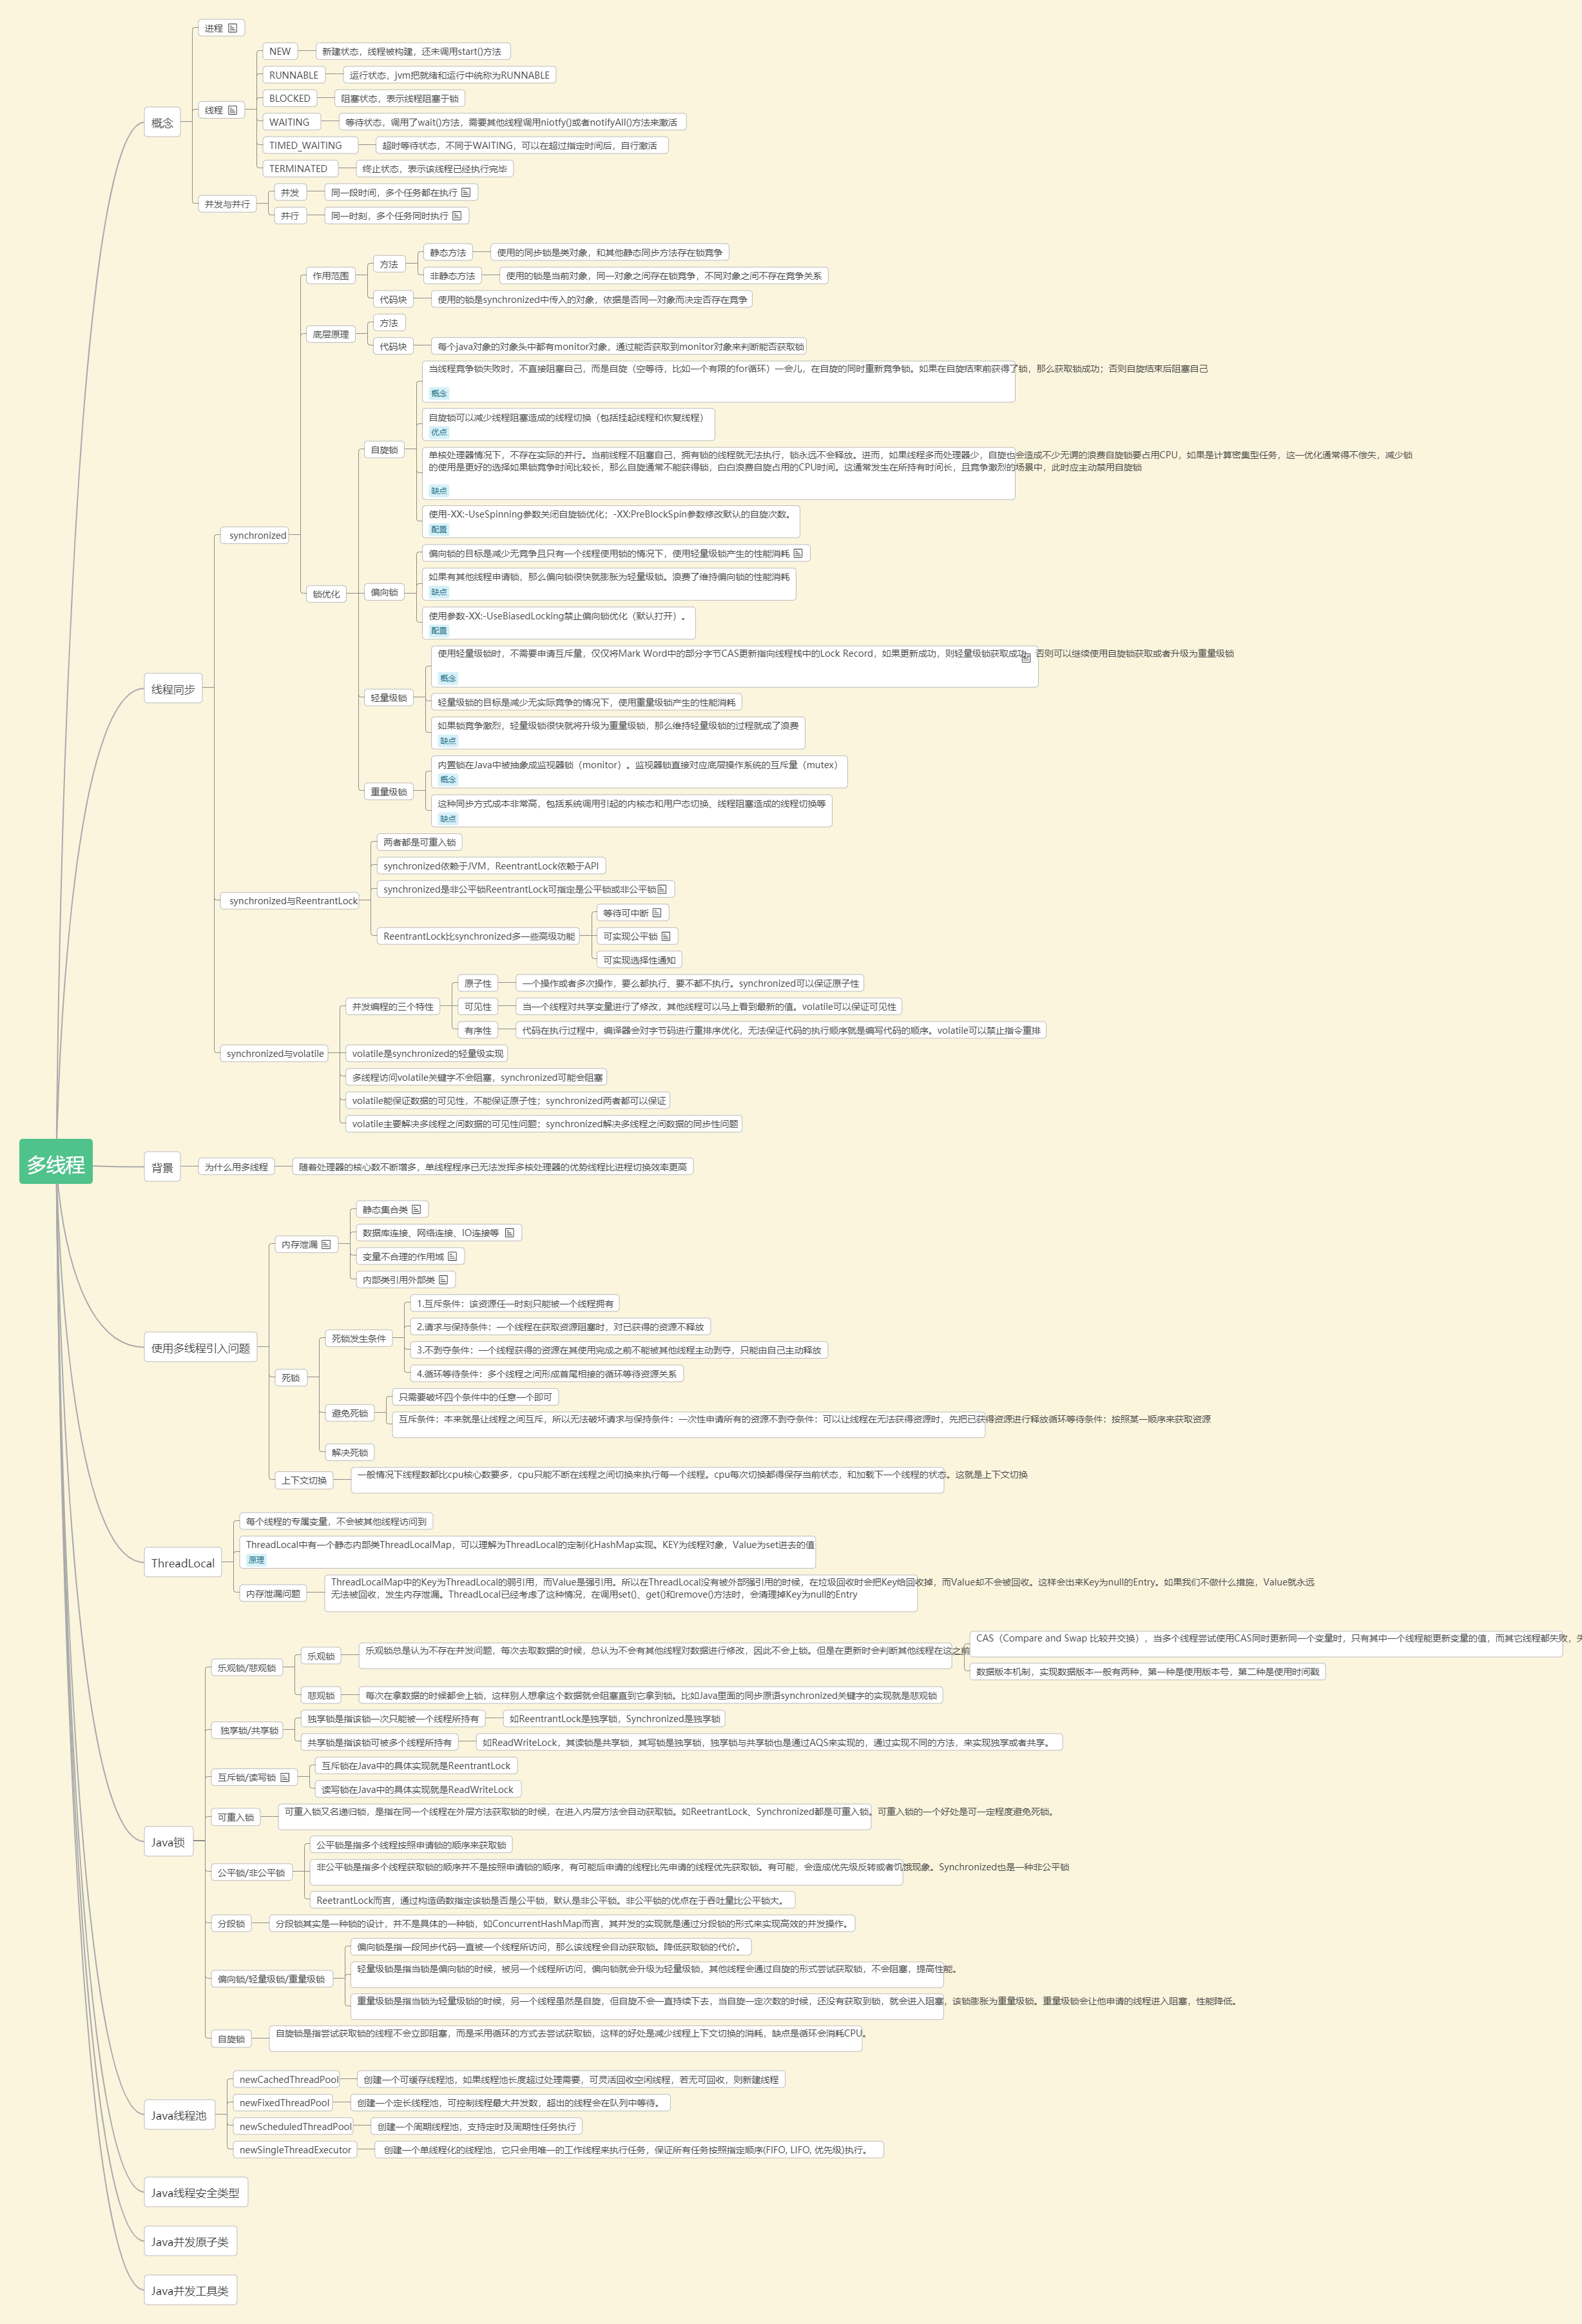 多线程
概念
进程
线程
NEW
新建状态，线程被构建，还未调用start()方法
RUNNABLE
运行状态，jvm把就绪和运行中统称为RUNNABLE
BLOCKED
阻塞状态，表示线程阻塞于锁
WAITING
等待状态，调用了wait()方法，需要其他线程调用niotfy()或者notifyAll()方法来激活
TIMED_WAITING
超时等待状态，不同于WAITING，可以在超过指定时间后，自行激活
TERMINATED
终止状态，表示该线程已经执行完毕
并发与并行
并发
同一段时间，多个任务都在执行
并行
同一时刻，多个任务同时执行
线程同步
synchronized
作用范围
方法
静态方法
使用的同步锁是类对象，和其他静态同步方法存在锁竞争
非静态方法
使用的锁是当前对象，同一对象之间存在锁竞争，不同对象之间不存在竞争关系
代码块
使用的锁是synchronized中传入的对象，依据是否同一对象而决定否存在竞争
底层原理
方法
代码块
每个java对象的对象头中都有monitor对象，通过能否获取到monitor对象来判断能否获取锁
锁优化
自旋锁
当线程竞争锁失败时，不直接阻塞自己，而是自旋（空等待，比如一个有限的for循环）一会儿，在自旋的同时重新竞争锁。如果在自旋结束前获得了锁，那么获取锁成功；否则自旋结束后阻塞自己
概念
自旋锁可以减少线程阻塞造成的线程切换（包括挂起线程和恢复线程）
优点
单核处理器情况下，不存在实际的并行。当前线程不阻塞自己，拥有锁的线程就无法执行，锁永远不会释放。进而，如果线程多而处理器少，自旋也会造成不少无谓的浪费自旋锁要占用CPU，如果是计算密集型任务，这一优化通常得不偿失，减少锁
的使用是更好的选择如果锁竞争时间比较长，那么自旋通常不能获得锁，白白浪费自旋占用的CPU时间。这通常发生在所持有时间长，且竞争激烈的场景中，此时应主动禁用自旋锁
缺点
使用-XX:-UseSpinning参数关闭自旋锁优化；-XX:PreBlockSpin参数修改默认的自旋次数。
配置
偏向锁
偏向锁的目标是减少无竞争且只有一个线程使用锁的情况下，使用轻量级锁产生的性能消耗
如果有其他线程申请锁，那么偏向锁很快就膨胀为轻量级锁。浪费了维持偏向锁的性能消耗
缺点
使用参数-XX:-UseBiasedLocking禁止偏向锁优化（默认打开）。
配置
轻量级锁
使用轻量级锁时，不需要申请互斥量，仅仅将Mark Word中的部分字节CAS更新指向线程栈中的Lock Record，如果更新成功，则轻量级锁获取成功，否则可以继续使用自旋锁获取或者升级为重量级锁
概念
轻量级锁的目标是减少无实际竞争的情况下，使用重量级锁产生的性能消耗
如果锁竞争激烈，轻量级锁很快就将升级为重量级锁，那么维持轻量级锁的过程就成了浪费
缺点
重量级锁
内置锁在Java中被抽象成监视器锁（monitor）。监视器锁直接对应底层操作系统的互斥量（mutex）
概念
这种同步方式成本非常高，包括系统调用引起的内核态和用户态切换、线程阻塞造成的线程切换等
缺点
synchronized与ReentrantLock
两者都是可重入锁
synchronized依赖于JVM，ReentrantLock依赖于API
synchronized是非公平锁ReentrantLock可指定是公平锁或非公平锁
ReentrantLock比synchronized多一些高级功能
等待可中断
可实现公平锁
可实现选择性通知
synchronized与volatile
并发编程的三个特性
原子性
一个操作或者多次操作，要么都执行、要不都不执行。synchronized可以保证原子性
可见性
当一个线程对共享变量进行了修改，其他线程可以马上看到最新的值。volatile可以保证可见性
有序性
代码在执行过程中，编译器会对字节码进行重排序优化，无法保证代码的执行顺序就是编写代码的顺序。volatile可以禁止指令重排
volatile是synchronized的轻量级实现
多线程访问volatile关键字不会阻塞，synchronized可能会阻塞
volatile能保证数据的可见性，不能保证原子性；synchronized两者都可以保证
volatile主要解决多线程之间数据的可见性问题；synchronized解决多线程之间数据的同步性问题
背景
为什么用多线程
随着处理器的核心数不断增多，单线程程序已无法发挥多核处理器的优势线程比进程切换效率更高
使用多线程引入问题
内存泄漏
静态集合类
数据库连接、网络连接、IO连接等
变量不合理的作用域
内部类引用外部类
死锁
死锁发生条件
1.互斥条件：该资源任一时刻只能被一个线程拥有
2.请求与保持条件：一个线程在获取资源阻塞时，对已获得的资源不释放
3.不剥夺条件：一个线程获得的资源在其使用完成之前不能被其他线程主动剥夺，只能由自己主动释放
4.循环等待条件：多个线程之间形成首尾相接的循环等待资源关系
避免死锁
只需要破坏四个条件中的任意一个即可
互斥条件：本来就是让线程之间互斥，所以无法破坏请求与保持条件：一次性申请所有的资源不剥夺条件：可以让线程在无法获得资源时，先把已获得资源进行释放循环等待条件：按照某一顺序来获取资源
解决死锁
上下文切换
一般情况下线程数都比cpu核心数要多，cpu只能不断在线程之间切换来执行每一个线程。cpu每次切换都得保存当前状态，和加载下一个线程的状态。这就是上下文切换
ThreadLocal
每个线程的专属变量，不会被其他线程访问到
ThreadLocal中有一个静态内部类ThreadLocalMap，可以理解为ThreadLocal的定制化HashMap实现。KEY为线程对象，Value为set进去的值
原理
内存泄漏问题
ThreadLocalMap中的Key为ThreadLocal的弱引用，而Value是强引用。所以在ThreadLocal没有被外部强引用的时候，在垃圾回收时会把Key给回收掉，而Value却不会被回收。这样会出来Key为null的Entry。如果我们不做什么措施，Value就永远
无法被回收，发生内存泄漏。ThreadLocal已经考虑了这种情况，在调用set()、get()和remove()方法时，会清理掉Key为null的Entry
Java锁
乐观锁/悲观锁
乐观锁
乐观锁总是认为不存在并发问题，每次去取数据的时候，总认为不会有其他线程对数据进行修改，因此不会上锁。但是在更新时会判断其他线程在这之前
CAS（Compare and Swap 比较并交换），当多个线程尝试使用CAS同时更新同一个变量时，只有其中一个线程能更新变量的值，而其它线程都失败，失
数据版本机制，实现数据版本一般有两种，第一种是使用版本号，第二种是使用时间戳
悲观锁
每次在拿数据的时候都会上锁，这样别人想拿这个数据就会阻塞直到它拿到锁。比如Java里面的同步原语synchronized关键字的实现就是悲观锁
独享锁/共享锁
独享锁是指该锁一次只能被一个线程所持有
如ReentrantLock是独享锁，Synchronized是独享锁
共享锁是指该锁可被多个线程所持有
如ReadWriteLock，其读锁是共享锁，其写锁是独享锁，独享锁与共享锁也是通过AQS来实现的，通过实现不同的方法，来实现独享或者共享。
互斥锁/读写锁
互斥锁在Java中的具体实现就是ReentrantLock
读写锁在Java中的具体实现就是ReadWriteLock
可重入锁
可重入锁又名递归锁，是指在同一个线程在外层方法获取锁的时候，在进入内层方法会自动获取锁。如ReetrantLock、Synchronized都是可重入锁。可重入锁的一个好处是可一定程度避免死锁。
公平锁/非公平锁
公平锁是指多个线程按照申请锁的顺序来获取锁
非公平锁是指多个线程获取锁的顺序并不是按照申请锁的顺序，有可能后申请的线程比先申请的线程优先获取锁。有可能，会造成优先级反转或者饥饿现象。Synchronized也是一种非公平锁
ReetrantLock而言，通过构造函数指定该锁是否是公平锁，默认是非公平锁。非公平锁的优点在于吞吐量比公平锁大。
分段锁
分段锁其实是一种锁的设计，并不是具体的一种锁，如ConcurrentHashMap而言，其并发的实现就是通过分段锁的形式来实现高效的并发操作。
偏向锁/轻量级锁/重量级锁
偏向锁是指一段同步代码一直被一个线程所访问，那么该线程会自动获取锁。降低获取锁的代价。
轻量级锁是指当锁是偏向锁的时候，被另一个线程所访问，偏向锁就会升级为轻量级锁，其他线程会通过自旋的形式尝试获取锁，不会阻塞，提高性能。
重量级锁是指当锁为轻量级锁的时候，另一个线程虽然是自旋，但自旋不会一直持续下去，当自旋一定次数的时候，还没有获取到锁，就会进入阻塞，该锁膨胀为重量级锁。重量级锁会让他申请的线程进入阻塞，性能降低。
自旋锁
自旋锁是指尝试获取锁的线程不会立即阻塞，而是采用循环的方式去尝试获取锁，这样的好处是减少线程上下文切换的消耗，缺点是循环会消耗CPU。
Java线程池
newCachedThreadPool
创建一个可缓存线程池，如果线程池长度超过处理需要，可灵活回收空闲线程，若无可回收，则新建线程
newFixedThreadPool
创建一个定长线程池，可控制线程最大并发数，超出的线程会在队列中等待。
newScheduledThreadPool
创建一个周期线程池，支持定时及周期性任务执行
newSingleThreadExecutor
创建一个单线程化的线程池，它只会用唯一的工作线程来执行任务，保证所有任务按照指定顺序(FIFO, LIFO, 优先级)执行。
Java线程安全类型
Java并发原子类
Java并发工具类